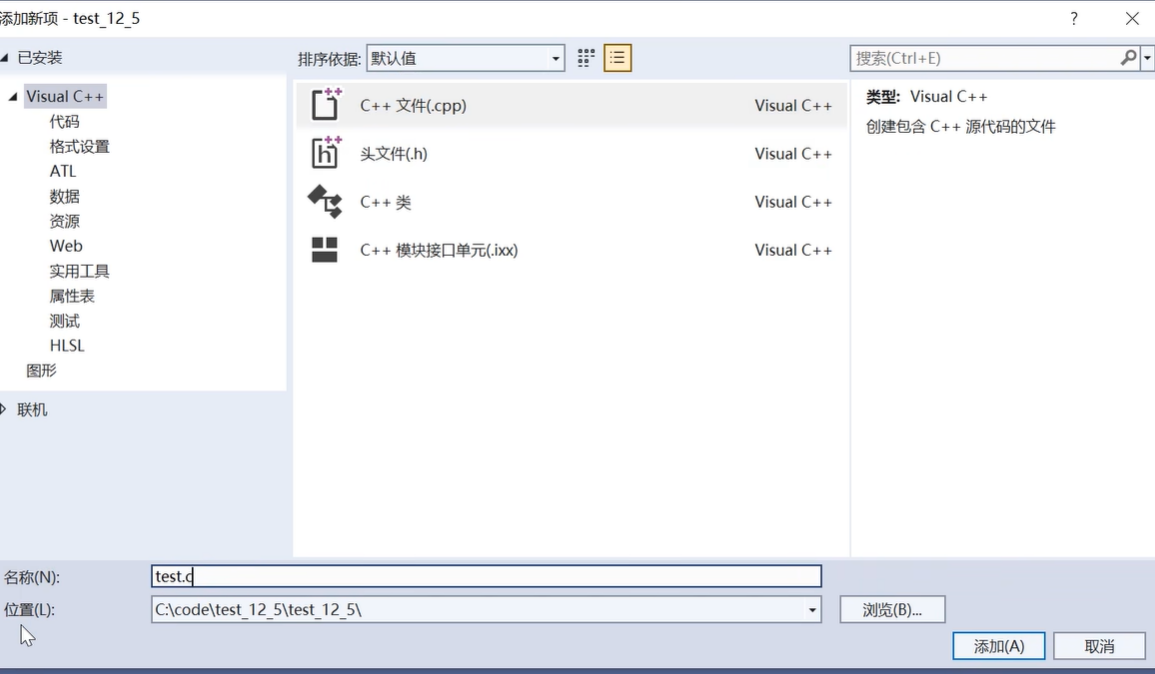 添加新项 - test_12_5
?
已安装
排序依据: 默认值
搜索(Ctrl+E)
Visual C++
代码
格式设置
ATL
数据
资源
Web
实用工具
属性表
测试
HLSL
图形
联机
C++ 文件(.cpp) Visual C++
头文件(.h) Visual C++
C++ 类 Visual C++
C++ 模块接口单元(.ixx) Visual C++
类型: Visual C++
创建包含 C++ 源代码的文件
名称(N): test.c
位置(L): C:\code\test_12_5\test_12_5\
浏览(B)...
添加(A) 取消